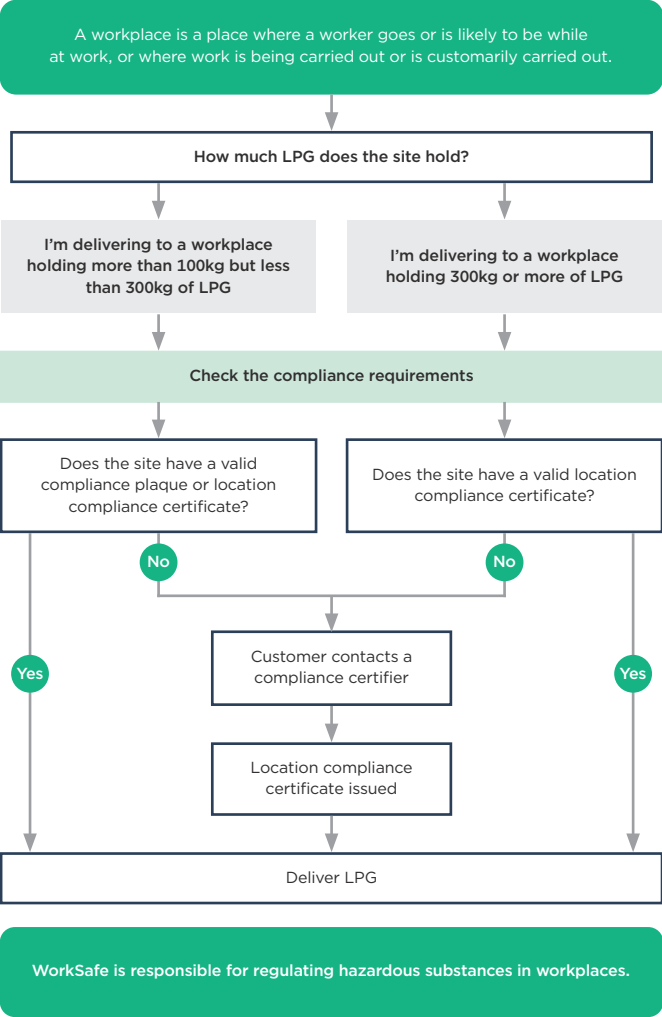 A workplace is a place where a worker goes or is likely to be while
at work, or where work is being carried out or is customarily carried out.
How much LPG does the site hold?
I'm delivering to a workplace
holding more than 100kg but less
than 300kg of LPG
I'm delivering to a workplace
holding 300kg or more of LPG
Check the compliance requirements
Does the site have a valid
compliance plaque or location
compliance certificate?
Does the site have a valid location
compliance certificate?
No
No
Customer contacts a
compliance certifier
Yes
Yes
Location compliance
certificate issued
Deliver LPG
WorkSafe is responsible for regulating hazardous substances in workplaces.